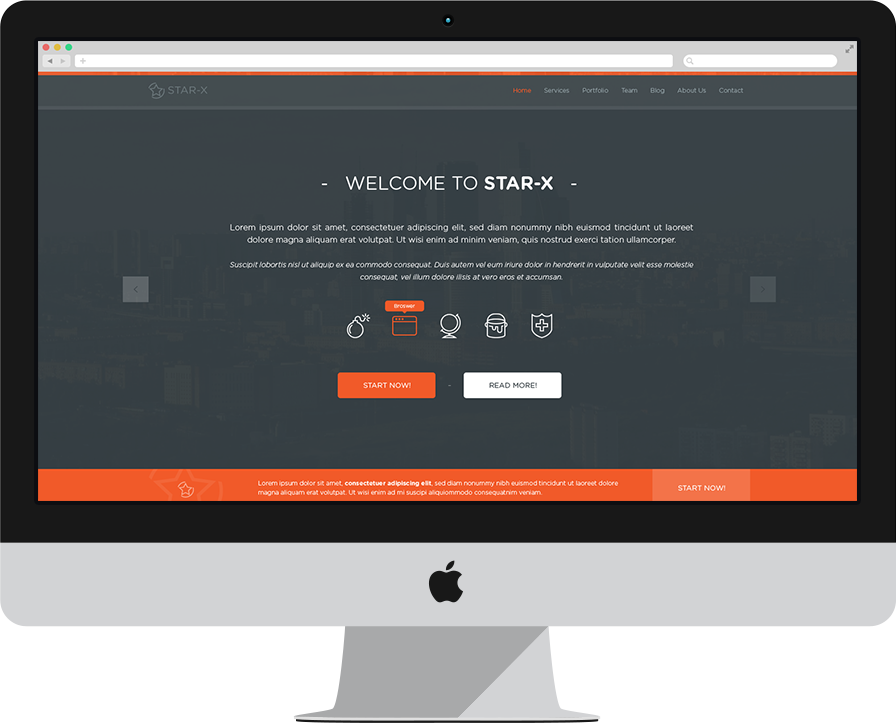 STAR-X
Home Services Portfolio Team Blog About Us Contact
- WELCOME TO STAR-X -
Lorem ipsum dolor sit amet, consectetuer adipiscing elit, sed diam nonummy nibh euismod tincidunt ut laoreet
dolore magna aliquam erat volutpat. Ut wisi enim ad minim veniam, quis nostrud exerci tation ullamcorper.
Suscipit lobortis nisl ut aliquip ex ea commodo consequat. Duis autem vel eum iriure dolor in hendrerit in vulputate velit esse molestie
consequat, vel illum dolore ilisis at vero eros et accumsan.
Broswer
START NOW! - READ MORE!
Lorem ipsum dolor sit amet, consectetuer adipiscing elit, sed diam nonummy nibh euismod tincidunt ut laoreet dolore
magna aliquam erat volutpat. Ut wisi enim ad mi suscipi aliquiommodo consequatnim veniam.
START NOW!